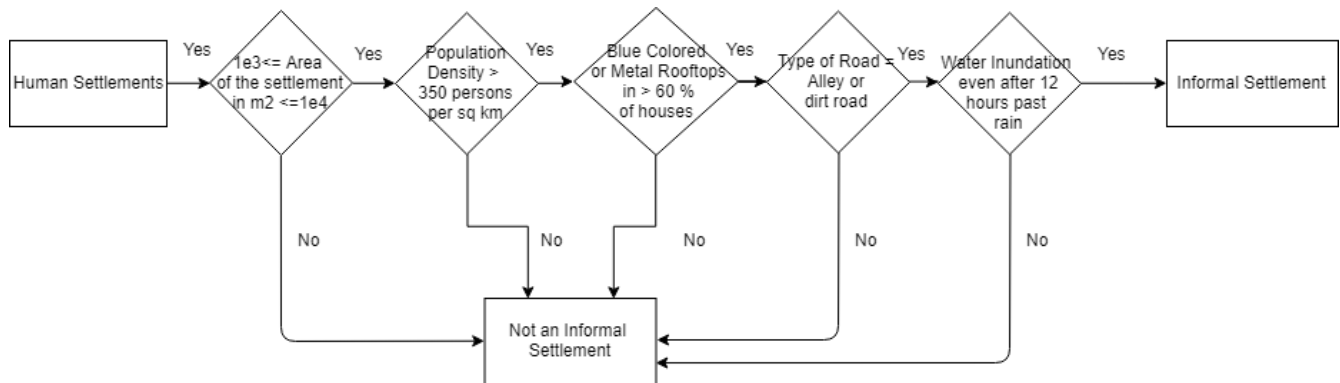 Human Settlements
Yes
1e3<= Area
of the settlement
in m2 <=1e4
Yes
Population
Density >
350 persons
per sq km
Yes
Blue Colored
or Metal Rooftops
in > 60 %
of houses
Yes
Type of Road =
Alley or
dirt road
Yes
Water Inundation
even after 12
hours past
rain
Yes
Informal Settlement
No
No
No
No
No
Not an Informal
Settlement